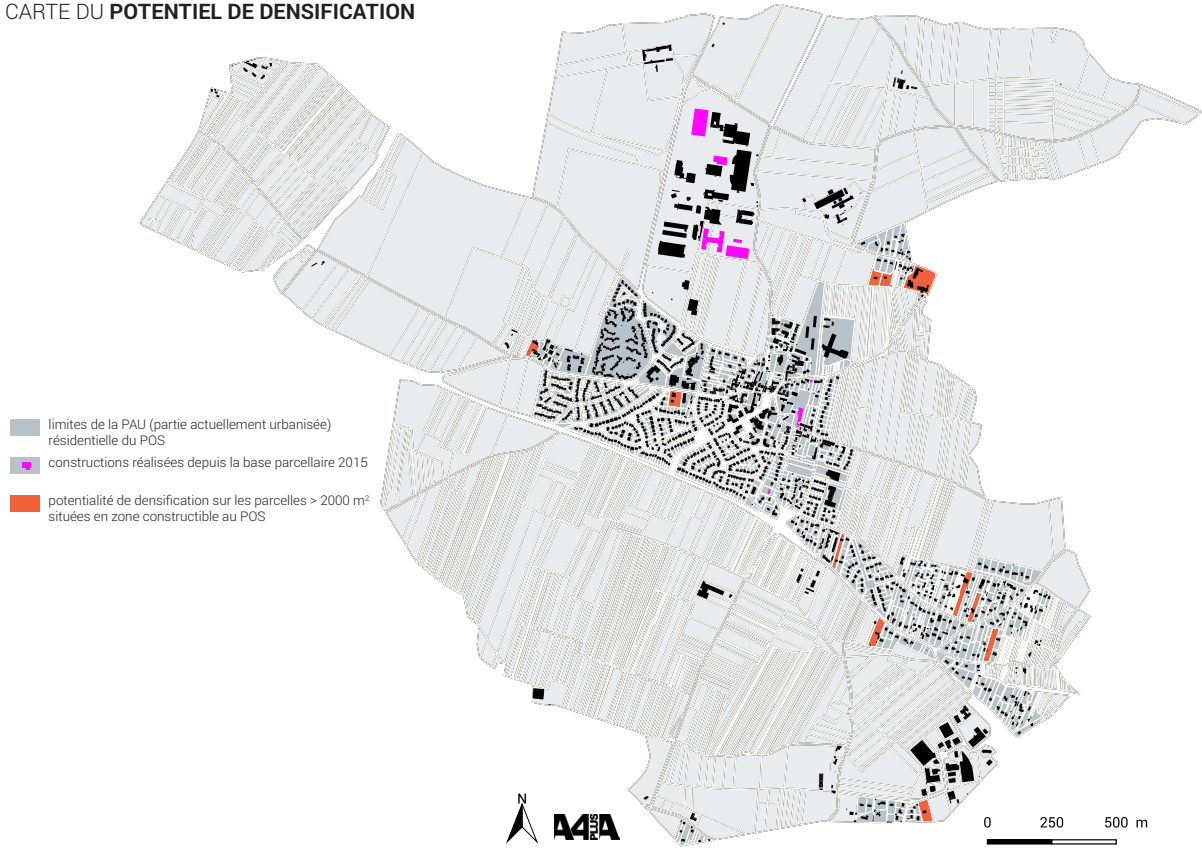 CARTE DU POTENTIEL DE DENSIFICATION
limites de la PAU (partie actuellement urbanisée)
résidentielle du POS
constructions réalisées depuis la base parcellaire 2015
potentialité de densification sur les parcelles > 2000 m²
situées en zone constructible au POS
N
A4PLUSA
0 250 500 m